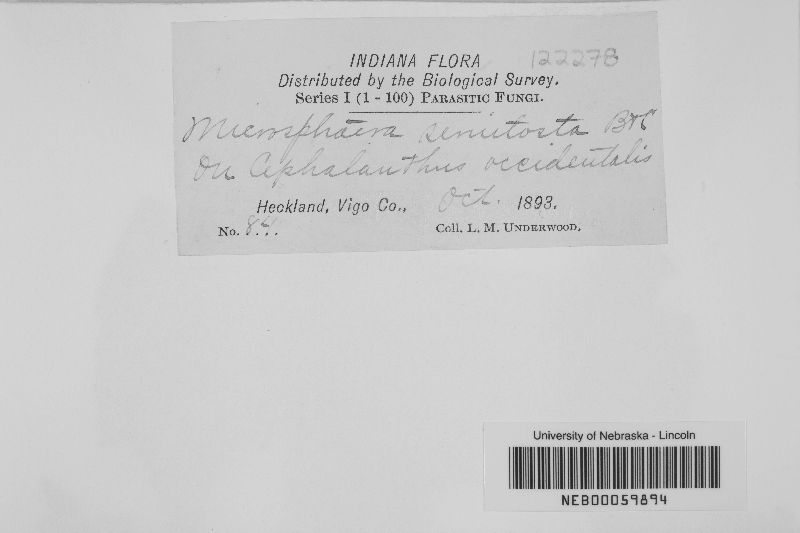 INDIANA FLORA 122278
Distributed by the Biological Survey.
Series I (1 - 100) PARASITIC FUNGI.
Microsphaera semitosta B & C
On Cephalanthus occidentalis
Heckland, Vigo Co., Oct. 1893.
No. Coll. L. M. UNDERWOOD.
University of Nebraska - Lincoln
NEB00059894